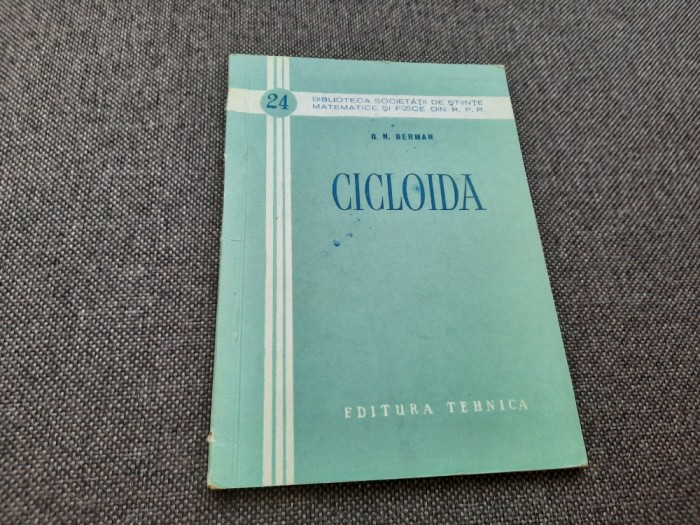 24
BIBLIOTECA SOCIETĂȚII DE ȘTIINȚE
MATEMATICE ȘI FIZICE DIN R. P. R.
G. N. BERMAN
CICLOIDA
EDITURA TEHNICA